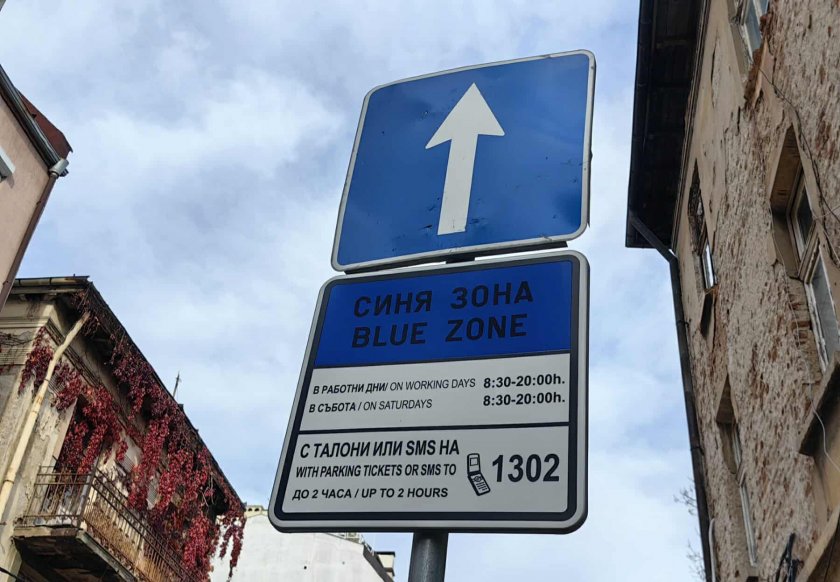 СИНЯ ЗОНА
BLUE ZONE
В РАБОТНИ ДНИ/ ON WORKING DAYS 8:30-20:00h.
В СЪБОТА / ON SATURDAYS 8:30-20:00h.
С ТАЛОНИ ИЛИ SMS НА
WITH PARKING TICKETS OR SMS TO 1302
ДО 2 ЧАСА / UP TO 2 HOURS